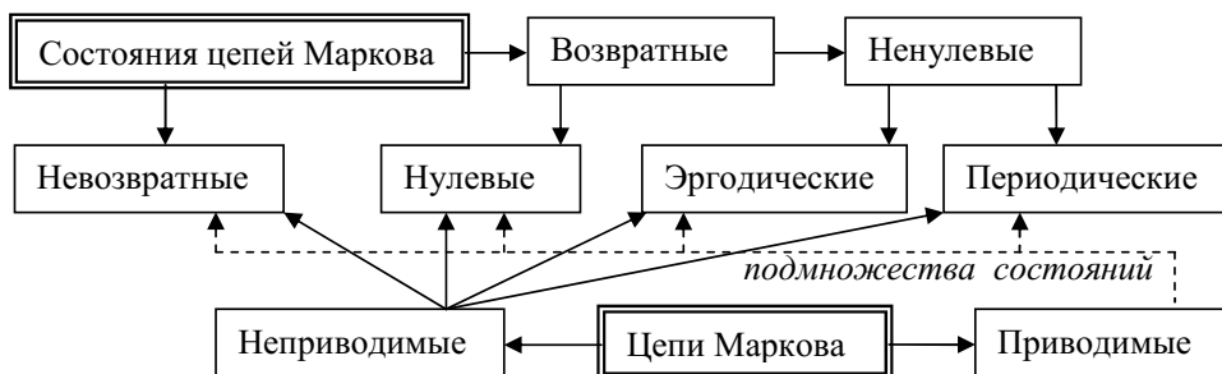 Состояния цепей Маркова
Возвратные
Ненулевые
Невозвратные
Нулевые
Эргодические
Периодические
подмножества состояний
Неприводимые
Цепи Маркова
Приводимые